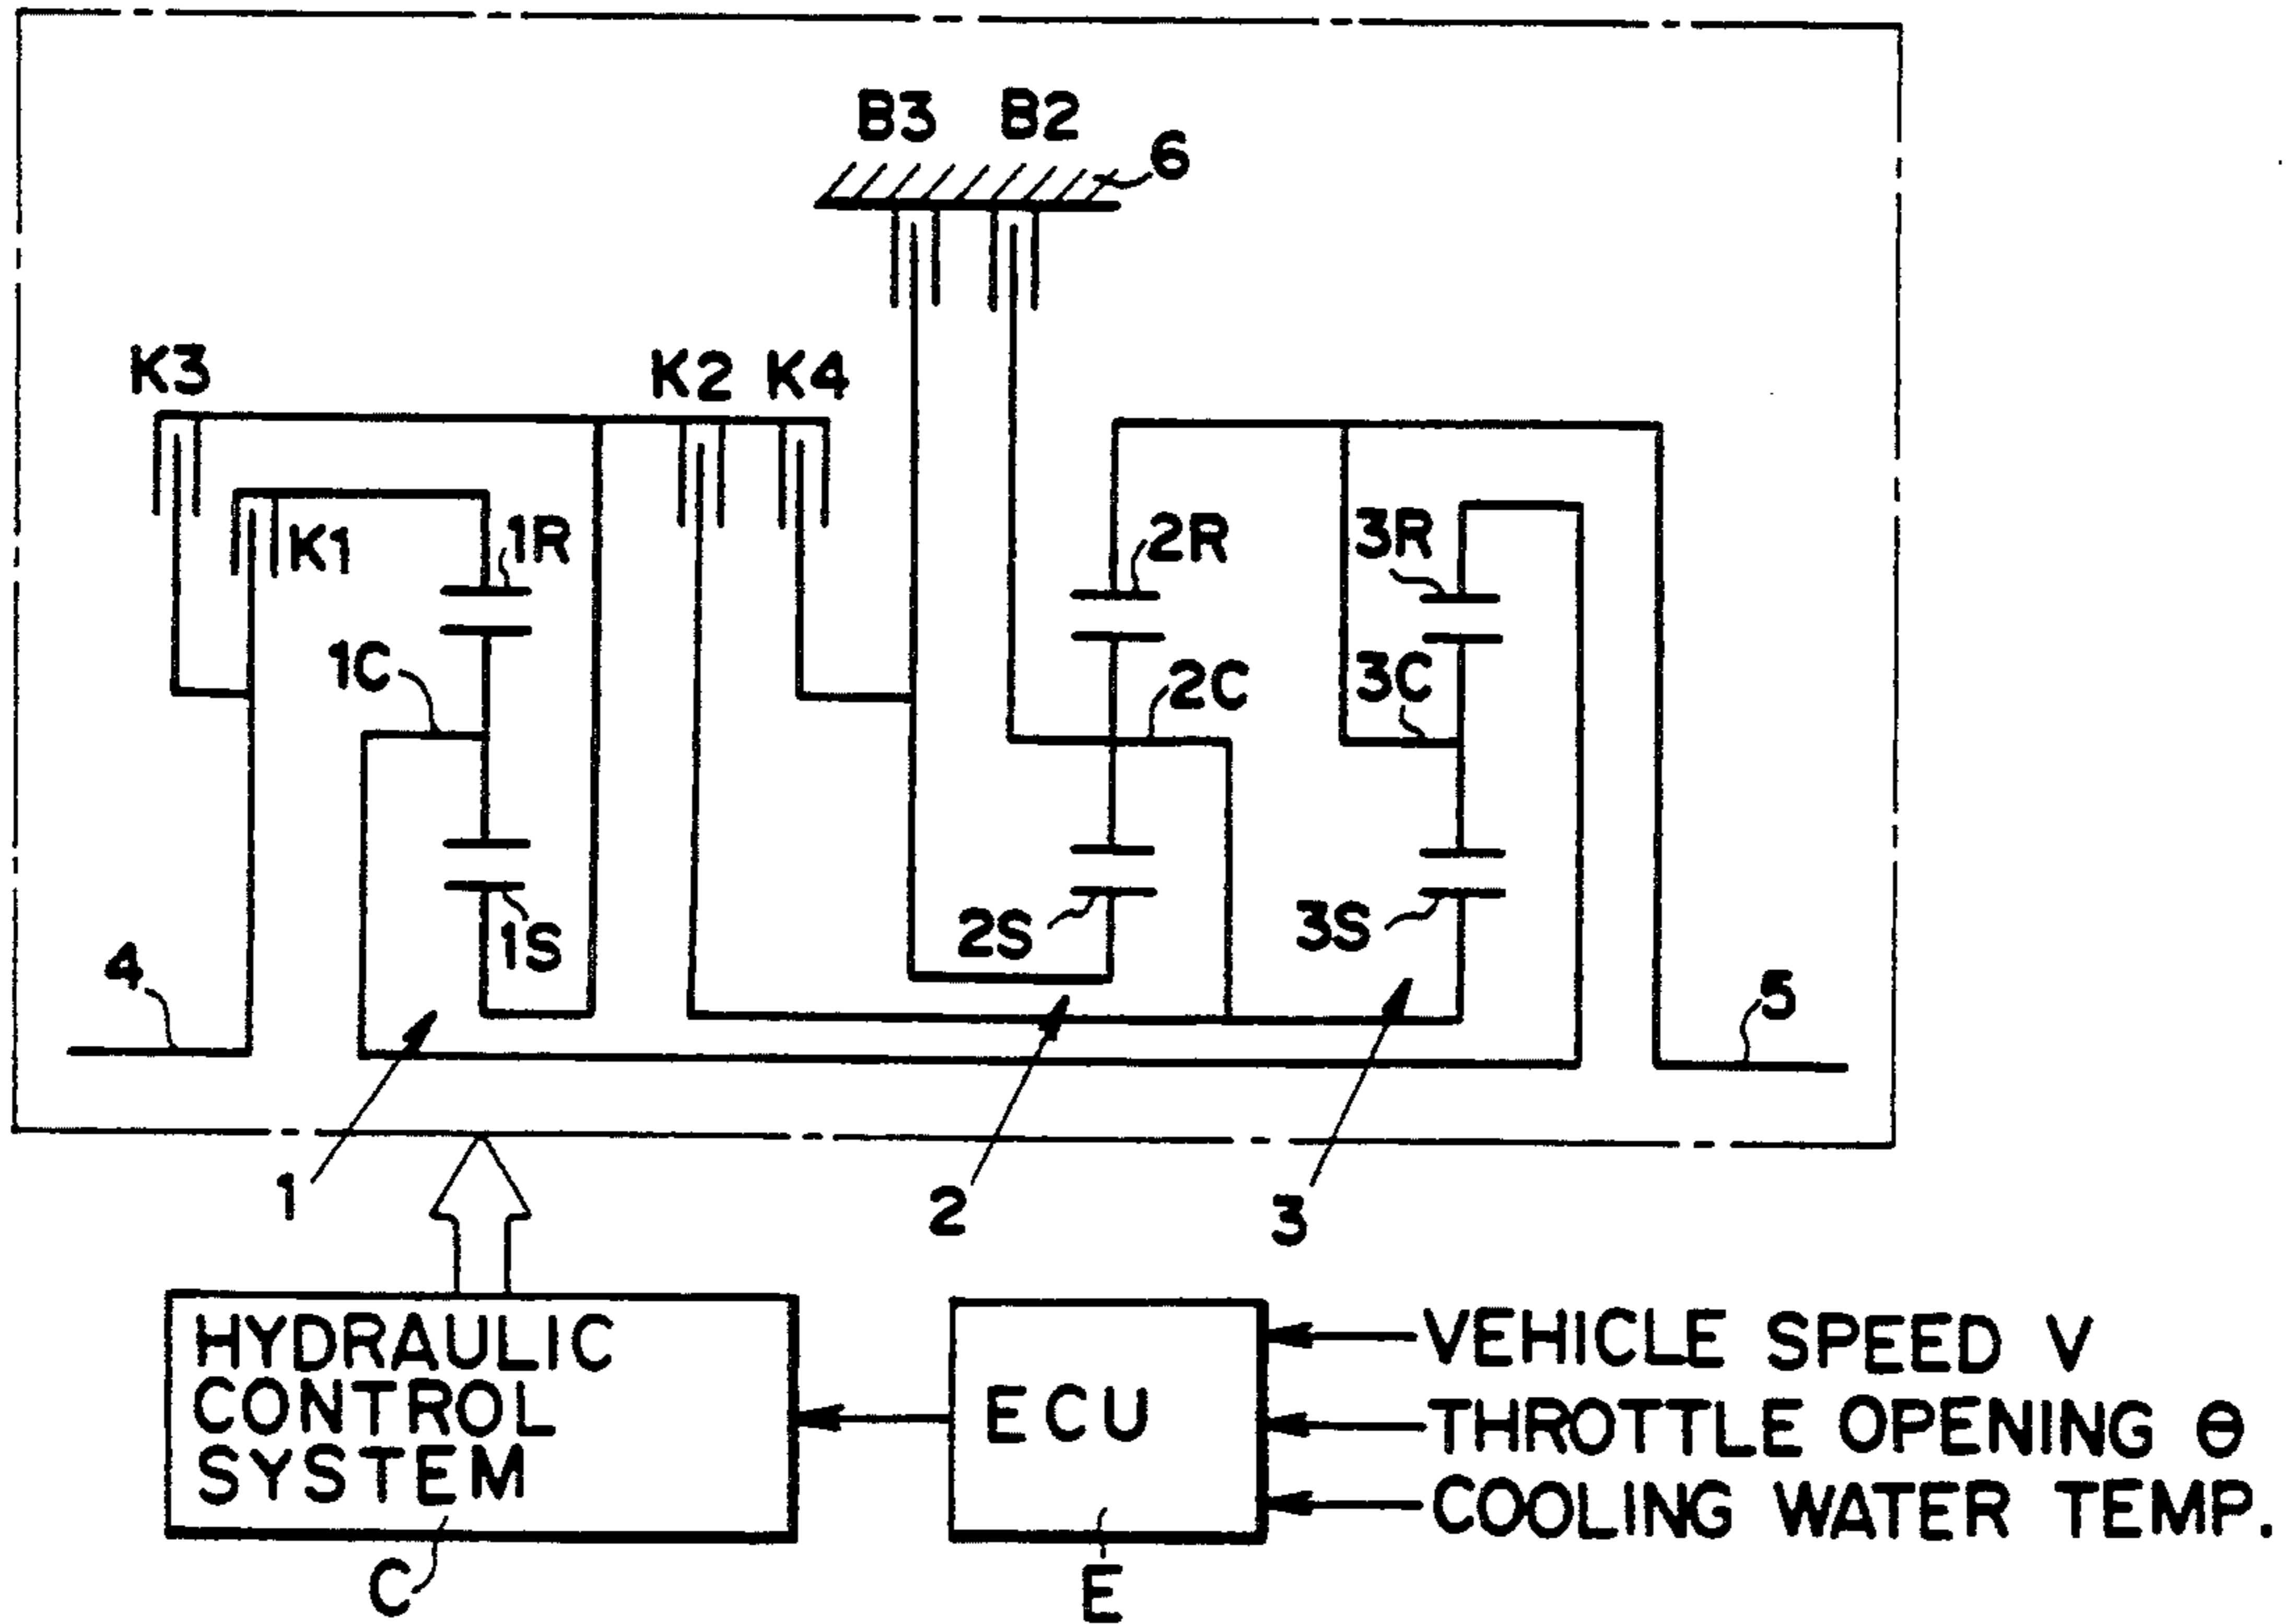 B3 B2
6
K3 K2 K4
K1 1R 2R 3R
1C 2C 3C
1S 2S 3S
4 5
1 2 3
HYDRAULIC
CONTROL
SYSTEM
C
ECU
E
VEHICLE SPEED V
THROTTLE OPENING θ
COOLING WATER TEMP.